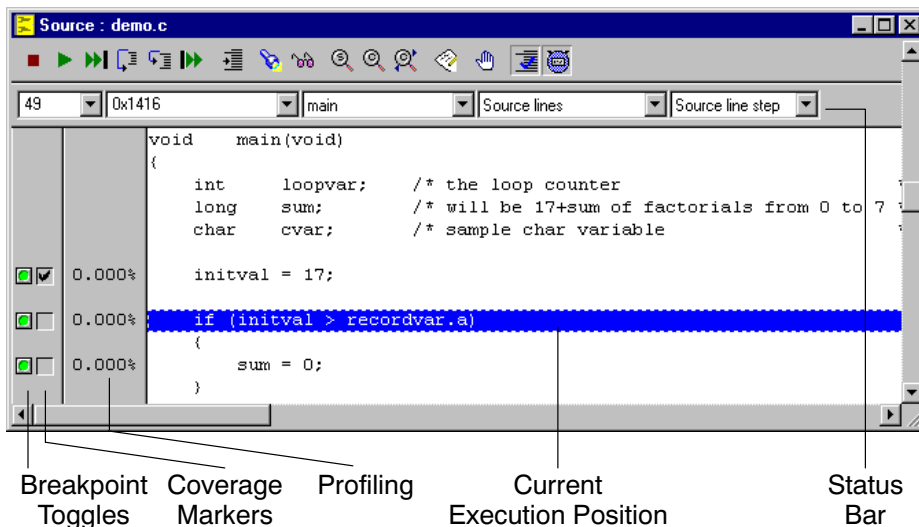 Source : demo.c
49 0x1416 main Source lines Source line step
void main(void)
{
int loopvar; /* the loop counter *
long sum; /* will be 17+sum of factorials from 0 to 7 *
char cvar; /* sample char variable *
0.000% initval = 17;
0.000% if (initval > recordvar.a)
{
0.000% sum = 0;
}
Breakpoint Toggles
Coverage Markers
Profiling
Current Execution Position
Status Bar